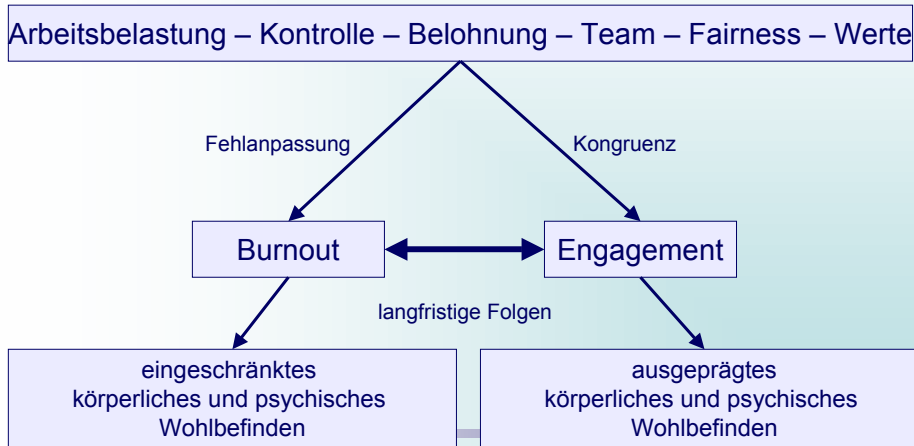 Arbeitsbelastung – Kontrolle – Belohnung – Team – Fairness – Werte
Fehlanpassung
Kongruenz
Burnout
Engagement
langfristige Folgen
eingeschränktes
körperliches und psychisches
Wohlbefinden
ausgeprägtes
körperliches und psychisches
Wohlbefinden